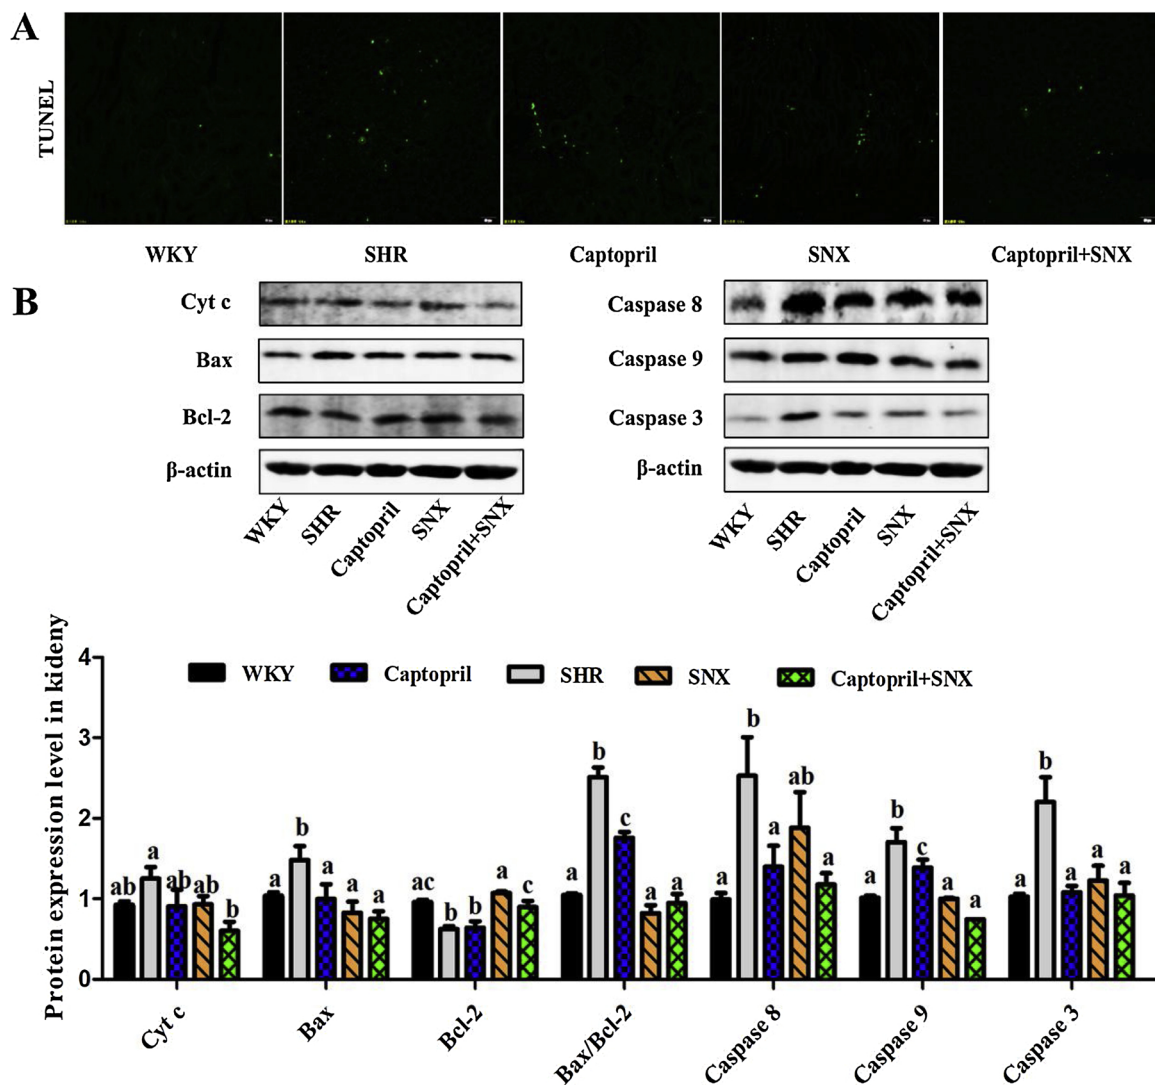 A
TUNEL
WKY SHR Captopril SNX Captopril+SNX
B
Cyt c
Bax
Bcl-2
β-actin
WKY SHR Captopril SNX Captopril+SNX
Caspase 8
Caspase 9
Caspase 3
β-actin
WKY SHR Captopril SNX Captopril+SNX
Protein expression level in kideny
4
3
2
1
0
WKY Captopril SHR SNX Captopril+SNX
ab a ab ab b
a b a a a
ac b b a c
a b c a a
a b a ab a
a b c a a
a b a a a
Cyt c Bax Bcl-2 Bax/Bcl-2 Caspase 8 Caspase 9 Caspase 3